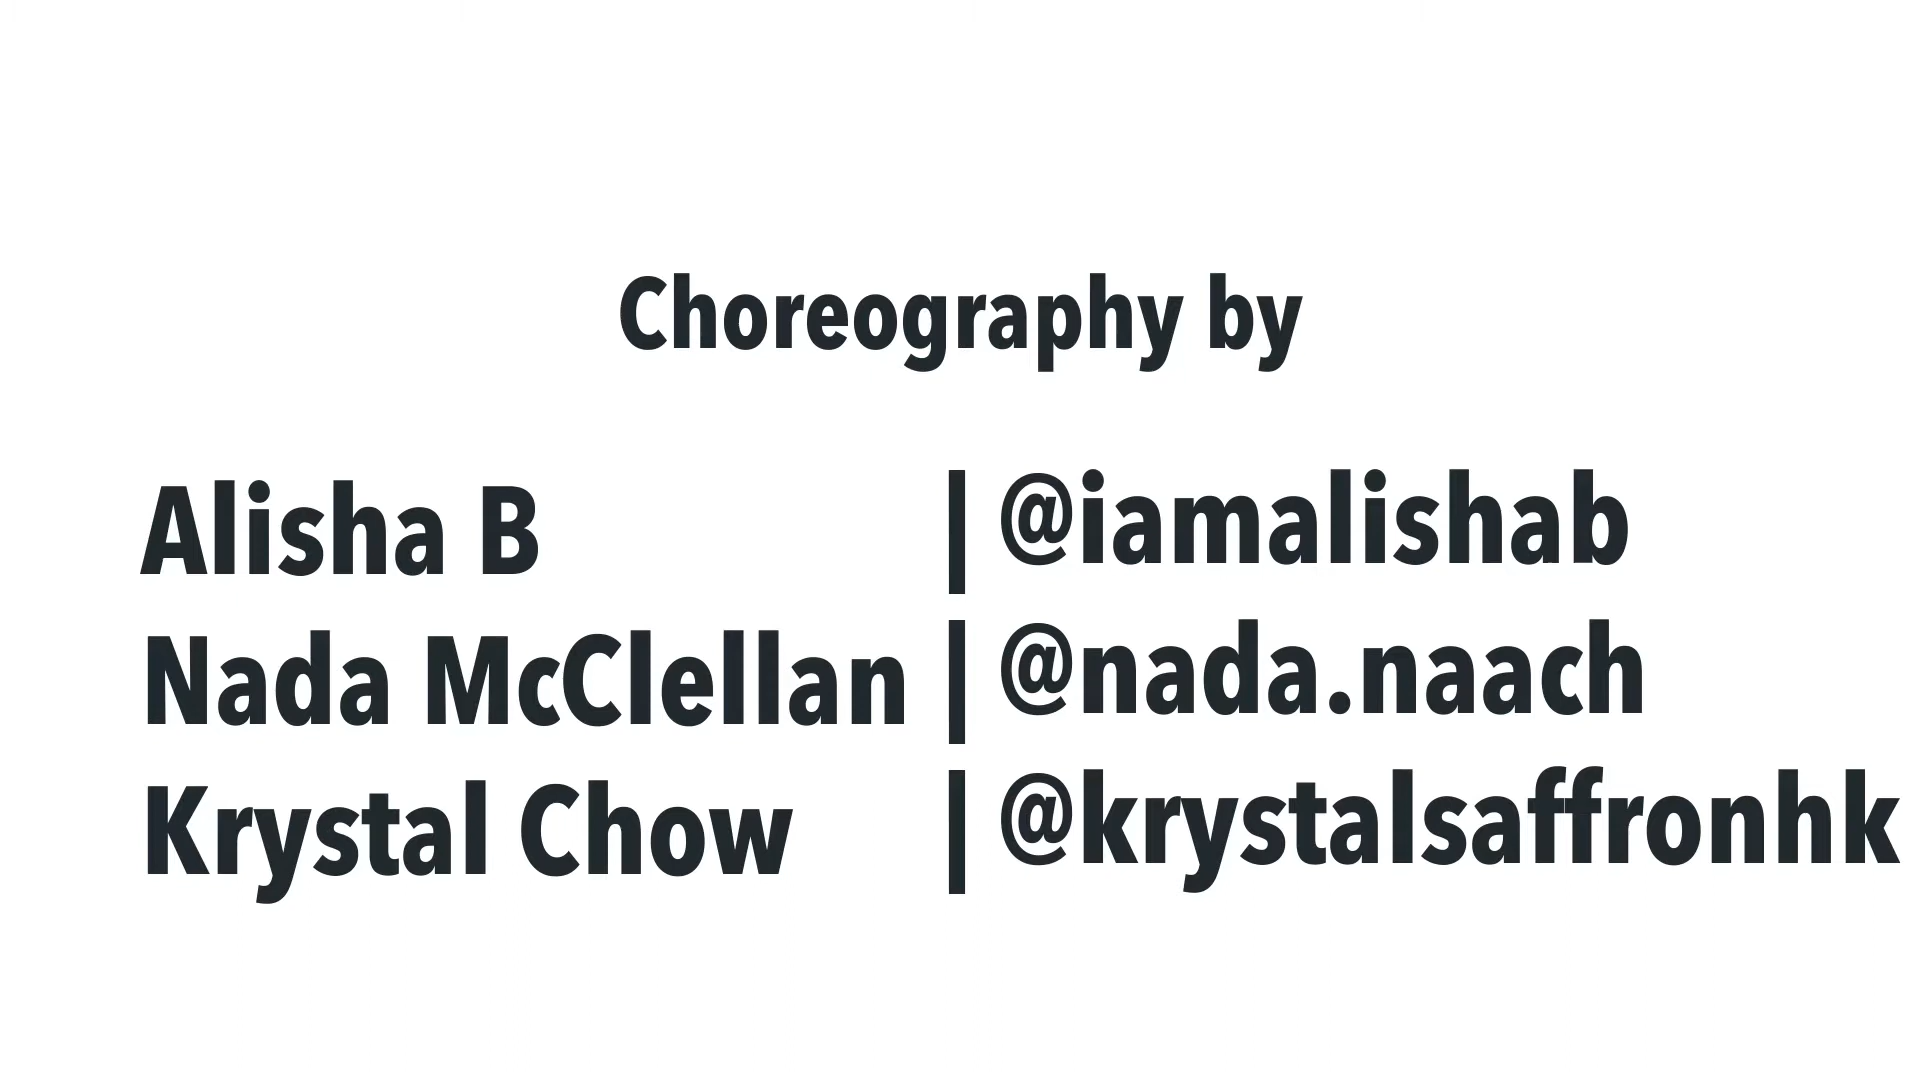 Choreography by
Alisha B | @iamalishab
Nada McClellan | @nada.naach
Krystal Chow | @krystalsaffronhk